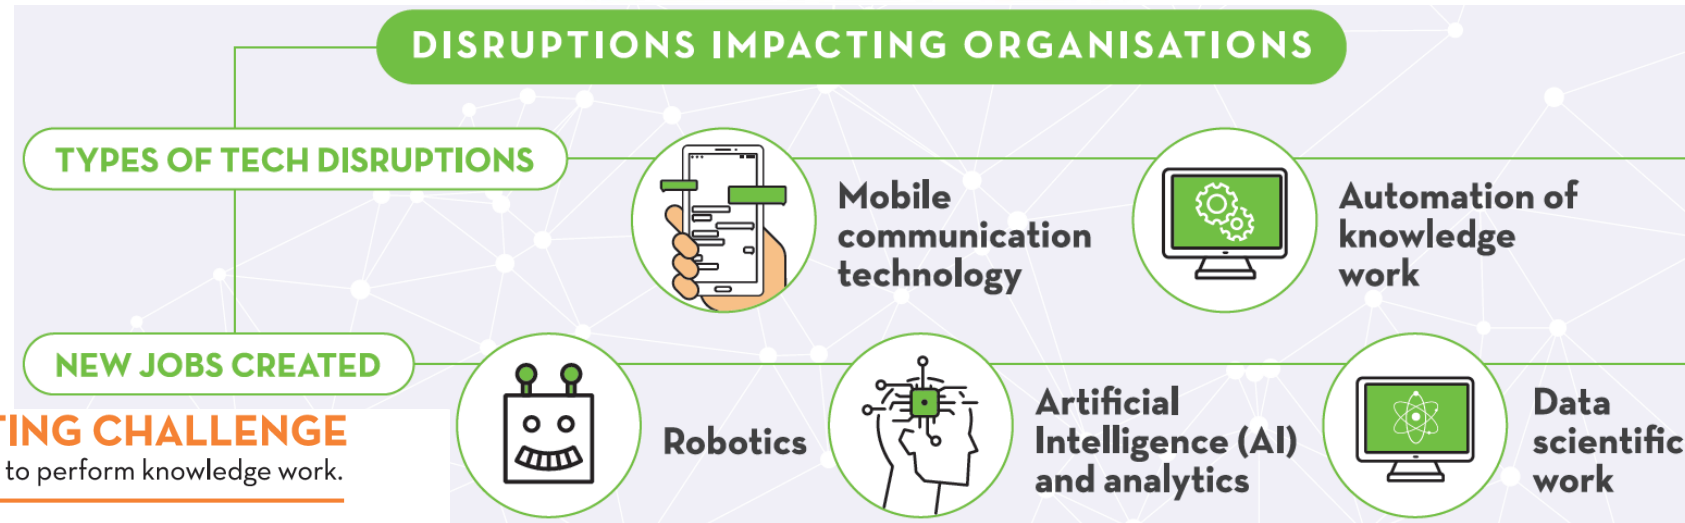 DISRUPTIONS IMPACTING ORGANISATIONS
TYPES OF TECH DISRUPTIONS
Mobile
communication
technology
Automation of
knowledge
work
NEW JOBS CREATED
Robotics
Artificial
Intelligence (AI)
and analytics
Data
scientific
work
TING CHALLENGE
to perform knowledge work.